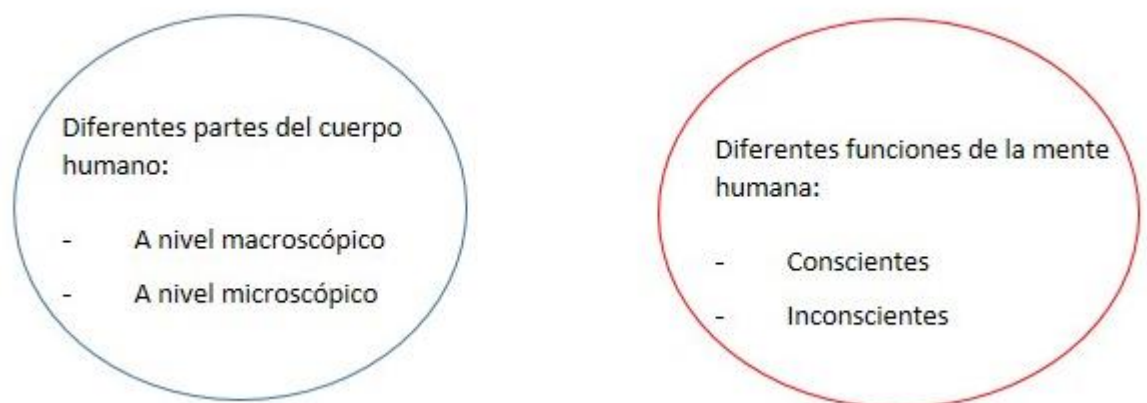 Diferentes partes del cuerpo
humano:
- A nivel macroscópico
- A nivel microscópico
Diferentes funciones de la mente
humana:
- Conscientes
- Inconscientes